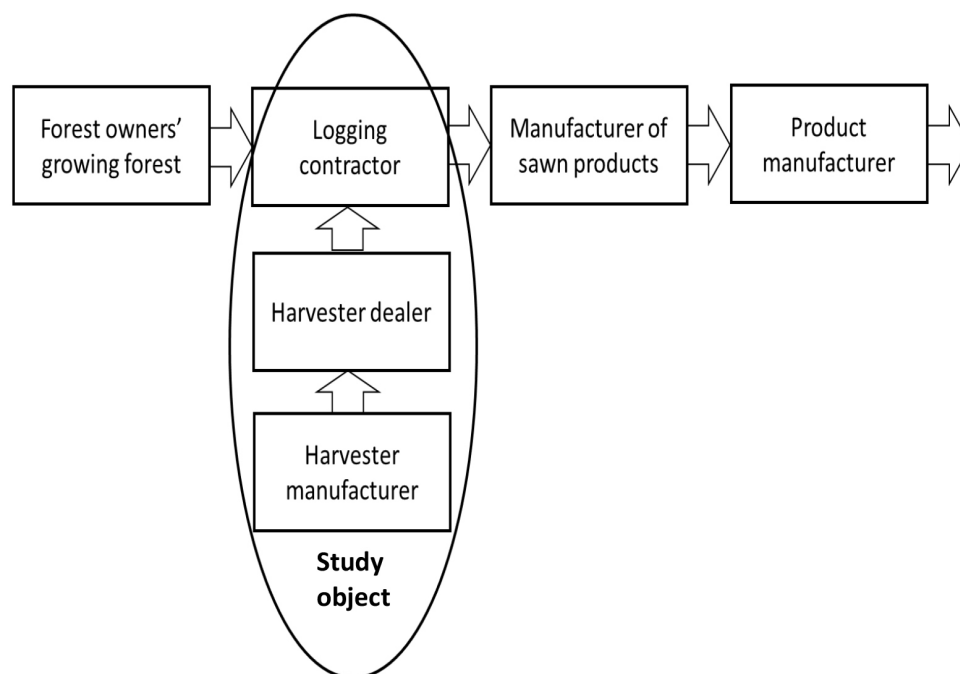 Forest owners’
growing forest
Logging
contractor
Manufacturer of
sawn products
Product
manufacturer
Harvester dealer
Harvester
manufacturer
Study
object